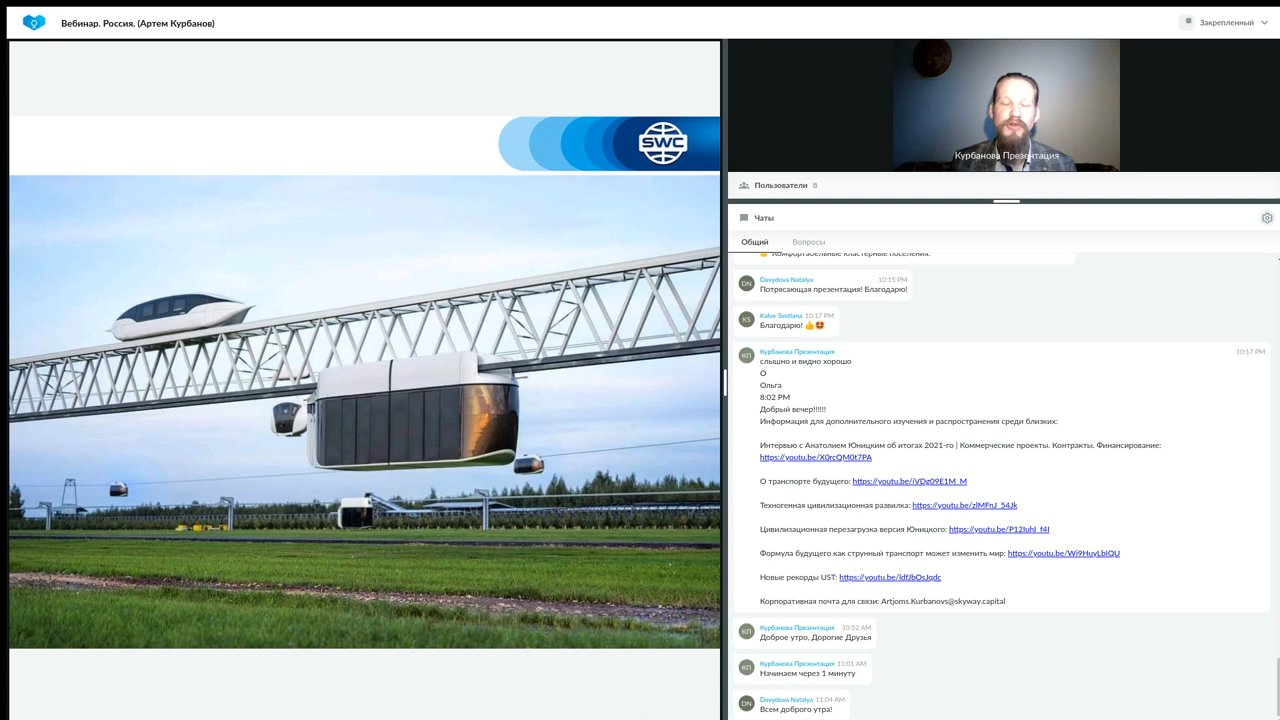 Вебинар. Россия. (Артем Курбанов)
Закрепленный
SWC
Курбанова Презентация
Пользователи 8
Чаты
Общий
Вопросы
Комфортабельные кластерные поселения.
DN
Davydova Natalya 10:15 PM
Потрясающая презентация! Благодарю!
KS
Kalve Svetlana 10:17 PM
Благодарю! 👍🤩
КП
Курбанова Презентация 10:17 PM
слышно и видно хорошо
О
Ольга
8:02 PM
Добрый вечер!!!!!!
Информация для дополнительного изучения и распространения среди близких:
Интервью с Анатолием Юницким об итогах 2021-го | Коммерческие проекты. Контракты. Финансирование:
https://youtu.be/X0rcQM0t7PA
О транспорте будущего: https://youtu.be/iVDg09E1M_M
Техногенная цивилизационная развилка: https://youtu.be/zlMFnJ_54Jk
Цивилизационная перезагрузка версия Юницкого: https://youtu.be/P12IuhI_f4I
Формула будущего как струнный транспорт может изменить мир: https://youtu.be/Wi9HuyLbIQU
Новые рекорды UST: https://youtu.be/ldfJbOsJqdc
Корпоративная почта для связи: Artjoms.Kurbanovs@skyway.capital
КП
Курбанова Презентация 10:52 AM
Доброе утро, Дорогие Друзья
КП
Курбанова Презентация 11:01 AM
Начинаем через 1 минуту
DN
Davydova Natalya 11:04 AM
Всем доброго утра!